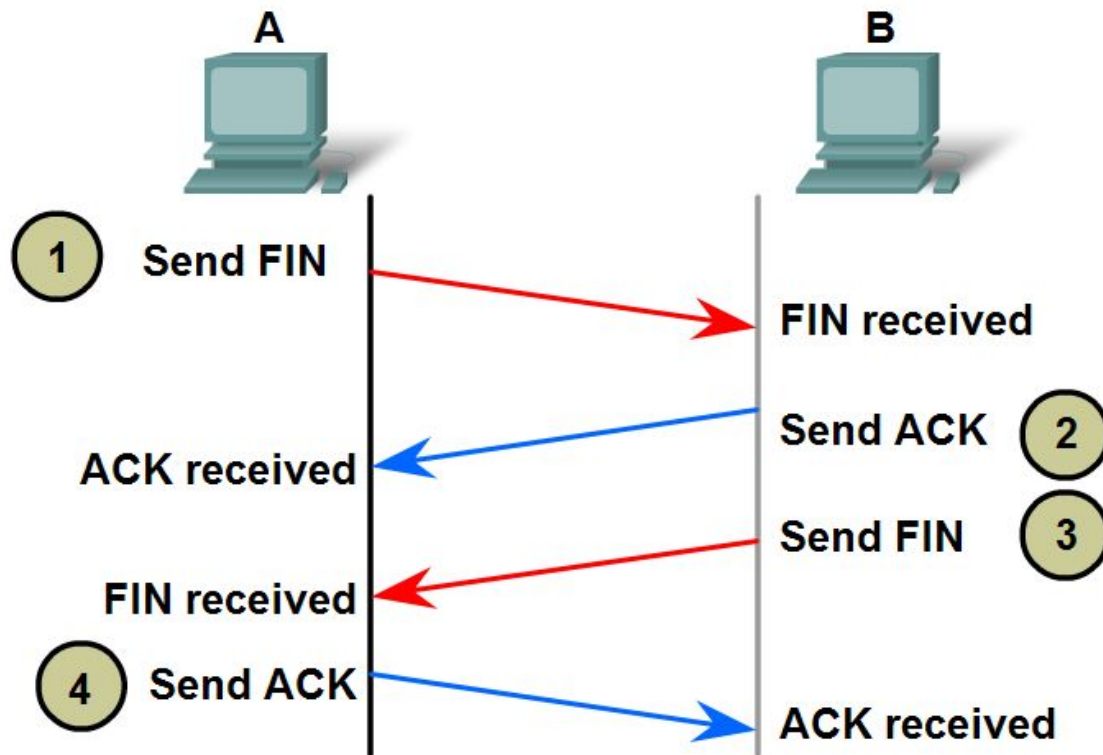 A
B
1
Send FIN
FIN received
Send ACK
2
ACK received
Send FIN
3
FIN received
4
Send ACK
ACK received